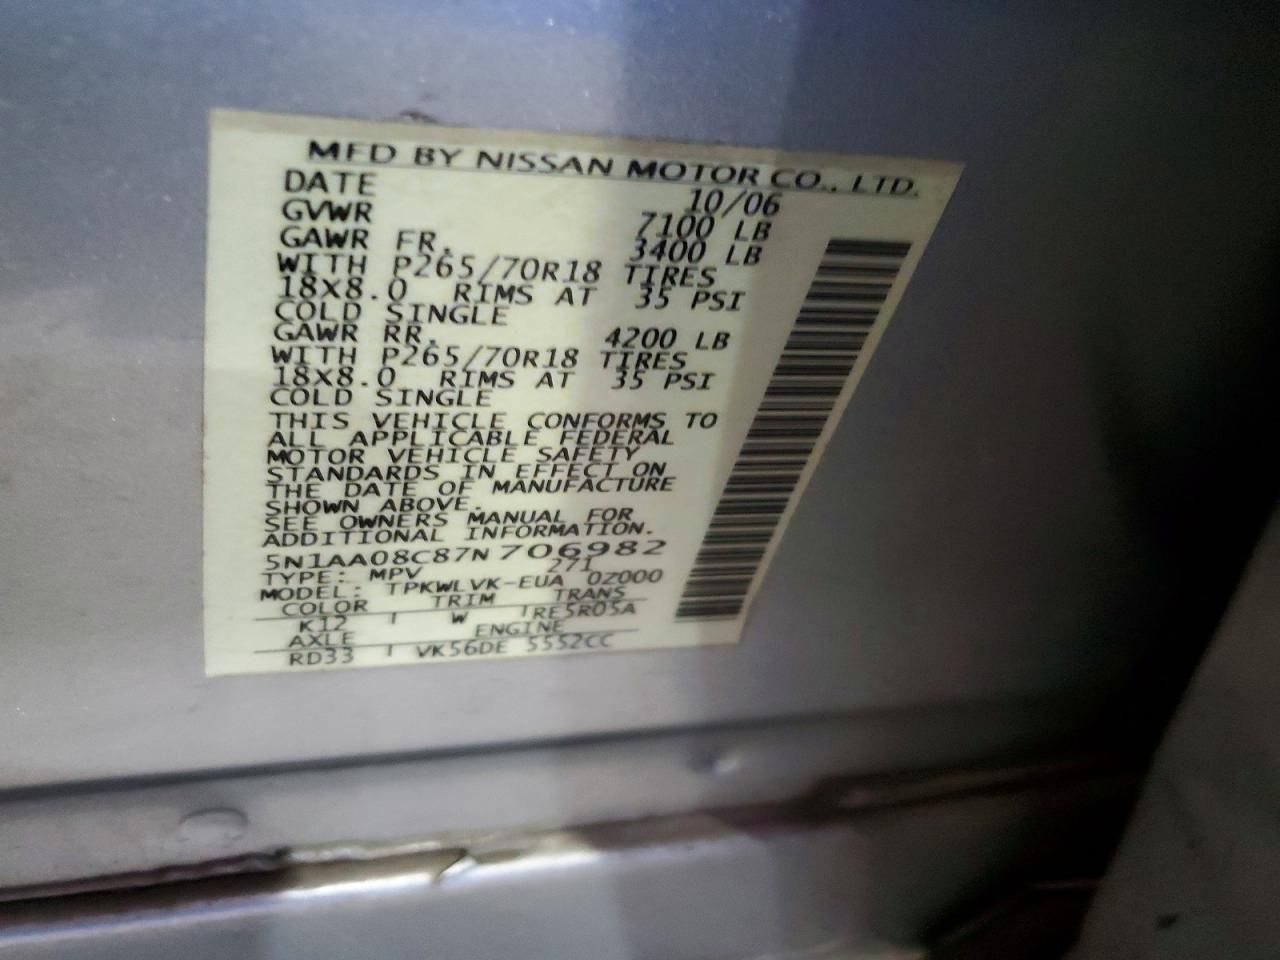 MFD BY NISSAN MOTOR CO., LTD.
DATE 10/06
GVWR 7100 LB
GAWR FR. 3400 LB
WITH P265/70R18 TIRES
18X8.0 RIMS AT 35 PSI
COLD SINGLE
GAWR RR. 4200 LB
WITH P265/70R18 TIRES
18X8.0 RIMS AT 35 PSI
COLD SINGLE
THIS VEHICLE CONFORMS TO
ALL APPLICABLE FEDERAL
MOTOR VEHICLE SAFETY
STANDARDS IN EFFECT ON
THE DATE OF MANUFACTURE
SHOWN ABOVE.
SEE OWNERS MANUAL FOR
ADDITIONAL INFORMATION.
5N1AA08C87N706982
TYPE: MPV 271
MODEL: TPKWLVK-EUA 0Z000
COLOR TRIM TRANS
K12 W RE5R05A
AXLE ENGINE
RD33 VK56DE 5552CC